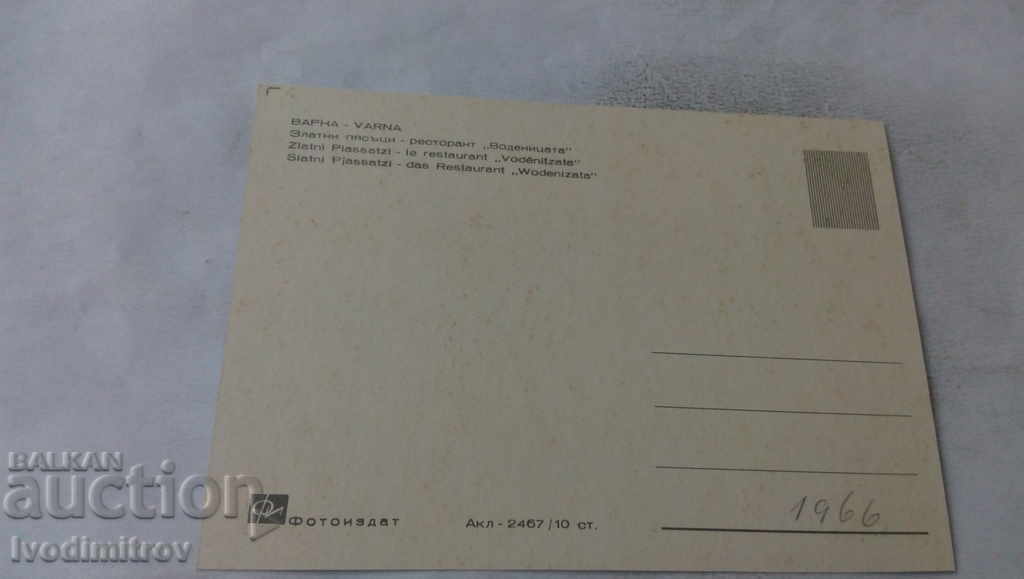 ВАРНА - VARNA
Златни пясъци - ресторант „Воденицата"
Zlatni Piassatzi - le restaurant „Vodénitzata"
Slatni Pjassatzi - das Restaurant „Wodenizata"
1966
Фотоиздат
Акл - 2467/10 ст.
BALKAN
auction
Ivodimitrov